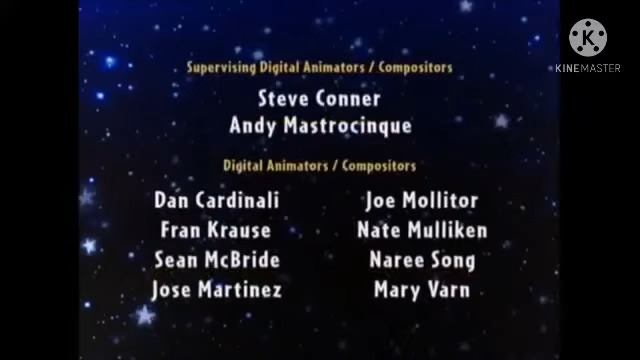 KINEMASTER
Supervising Digital Animators / Compositors
Steve Conner
Andy Mastrocinque
Digital Animators / Compositors
Dan Cardinali Joe Mollitor
Fran Krause Nate Mulliken
Sean McBride Naree Song
Jose Martinez Mary Varn